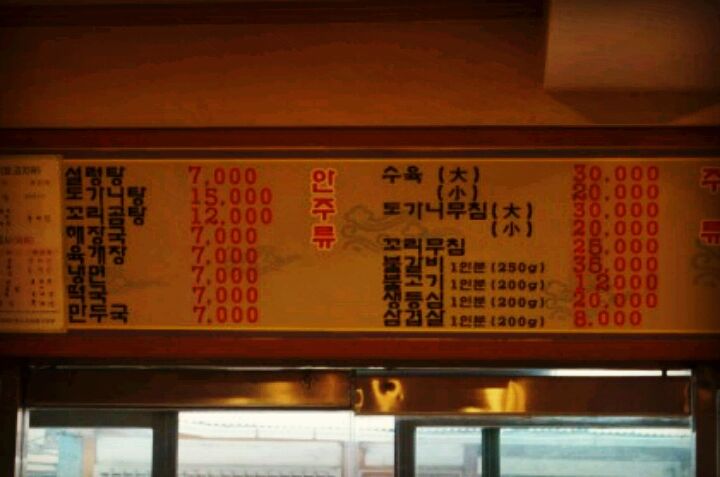 설렁탕 7,000
도가니탕 15,000
꼬리곰탕 12,000
해장국 7,000
육개장 7,000
냉면 7,000
떡국 7,000
만두국 7,000
안주류
수육 (大) 30,000
(小) 20,000
도가니무침 (大) 30,000
(小) 20,000
꼬리무침 25,000
불갈비 1인분 (250g) 35,000
불고기 1인분 (200g) 12,000
생등심 1인분 (200g) 20,000
삼겹살 1인분 (200g) 8,000
주
류